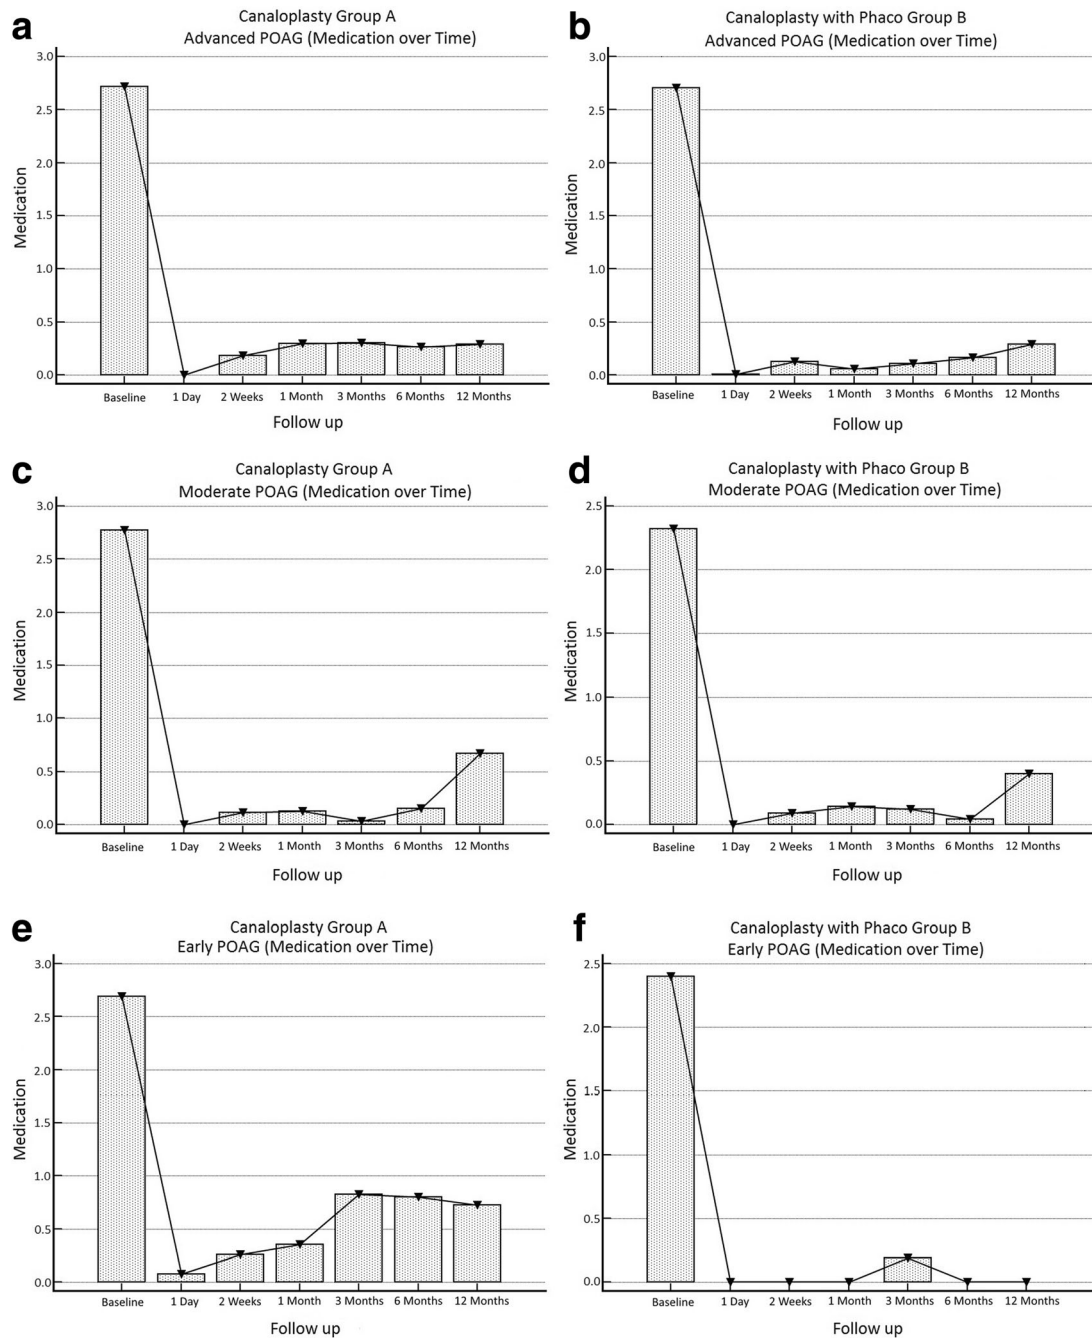 a
Canaloplasty Group A
Advanced POAG (Medication over Time)
3.0
2.5
2.0
1.5
1.0
0.5
0.0
Medication
Baseline 1 Day 2 Weeks 1 Month 3 Months 6 Months 12 Months
Follow up
b
Canaloplasty with Phaco Group B
Advanced POAG (Medication over Time)
3.0
2.5
2.0
1.5
1.0
0.5
0.0
Medication
Baseline 1 Day 2 Weeks 1 Month 3 Months 6 Months 12 Months
Follow up
c
Canaloplasty Group A
Moderate POAG (Medication over Time)
3.0
2.5
2.0
1.5
1.0
0.5
0.0
Medication
Baseline 1 Day 2 Weeks 1 Month 3 Months 6 Months 12 Months
Follow up
d
Canaloplasty with Phaco Group B
Moderate POAG (Medication over Time)
2.5
2.0
1.5
1.0
0.5
0.0
Medication
Baseline 1 Day 2 Weeks 1 Month 3 Months 6 Months 12 Months
Follow up
e
Canaloplasty Group A
Early POAG (Medication over Time)
3.0
2.5
2.0
1.5
1.0
0.5
0.0
Medication
Baseline 1 Day 2 Weeks 1 Month 3 Months 6 Months 12 Months
Follow up
f
Canaloplasty with Phaco Group B
Early POAG (Medication over Time)
2.5
2.0
1.5
1.0
0.5
0.0
Medication
Baseline 1 Day 2 Weeks 1 Month 3 Months 6 Months 12 Months
Follow up